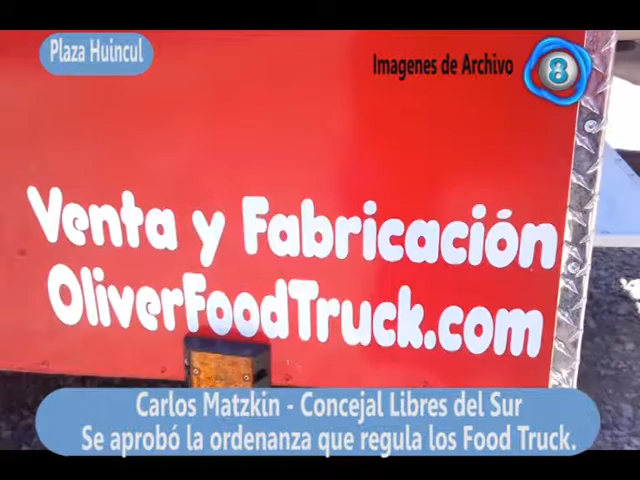 Plaza Huincul
Imagenes de Archivo
8
Venta y Fabricación
OliverFoodTruck.com
Carlos Matzkin - Concejal Libres del Sur
Se aprobó la ordenanza que regula los Food Truck.